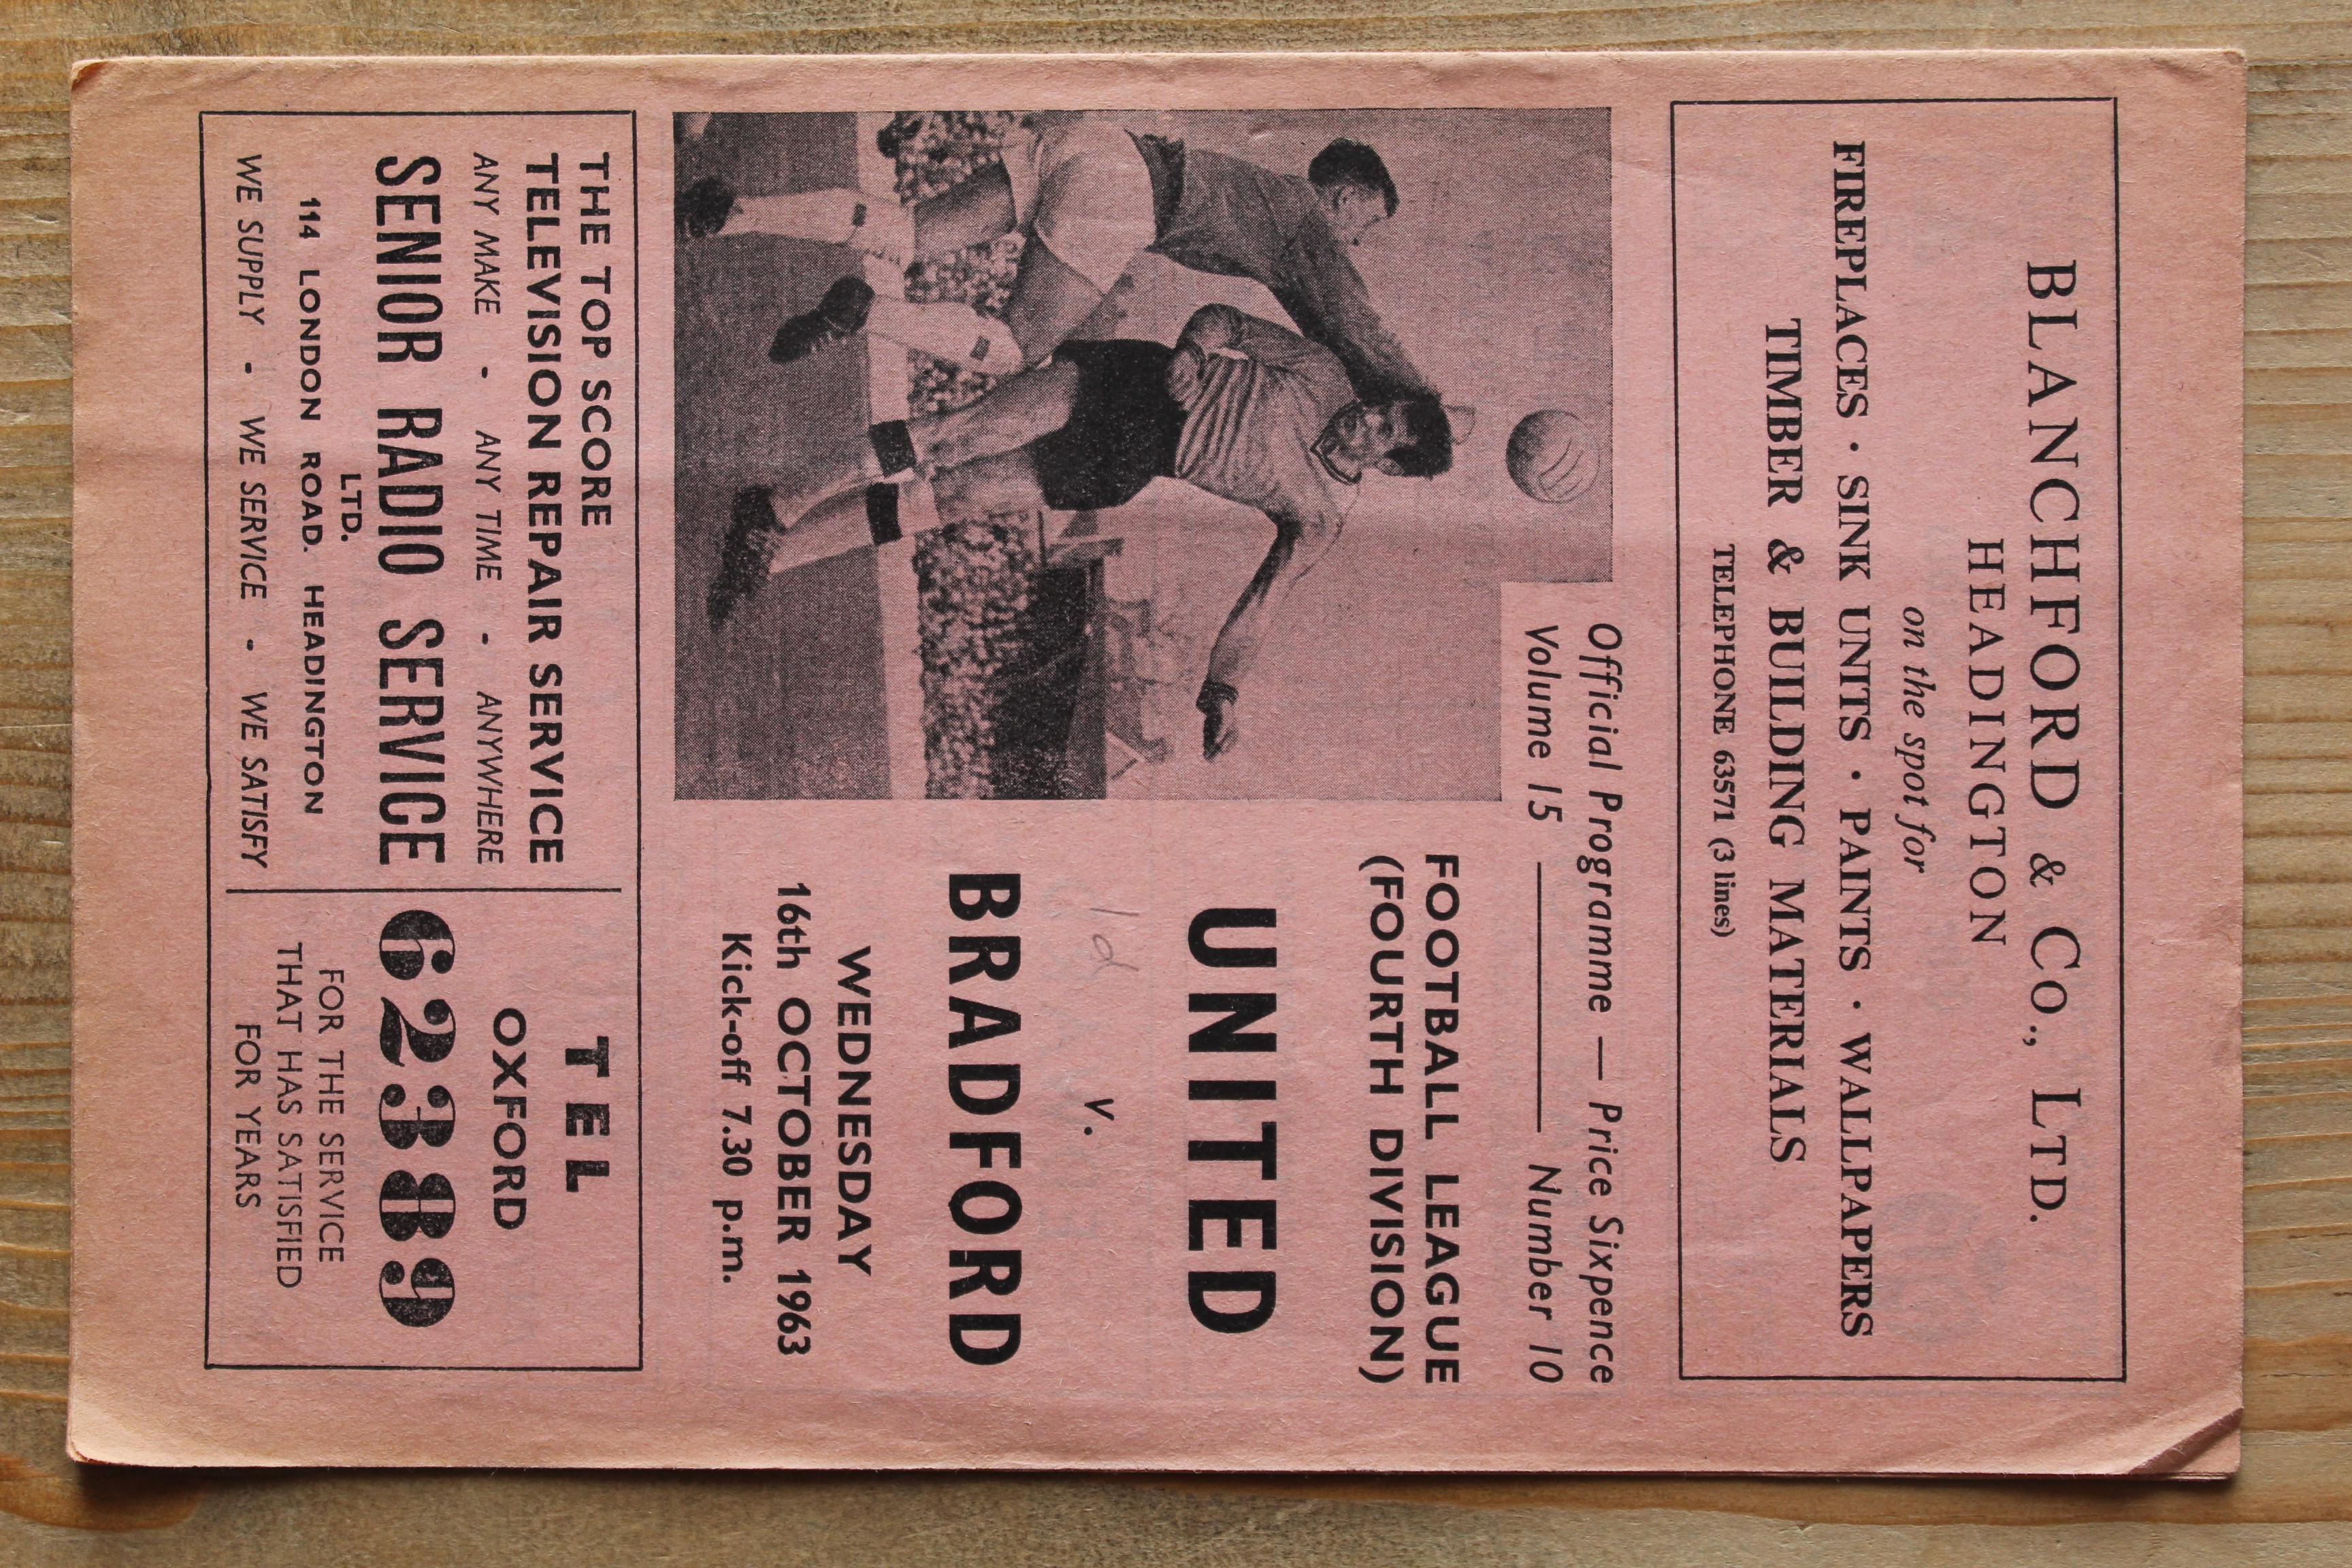 BLANCHFORD & CO., LTD.
HEADINGTON
on the spot for
FIREPLACES · SINK UNITS · PAINTS · WALLPAPERS
TIMBER & BUILDING MATERIALS
TELEPHONE 63571 (3 lines)
Official Programme — Price Sixpence
Volume 15 ——— Number 10
FOOTBALL LEAGUE
(FOURTH DIVISION)
UNITED
v.
BRADFORD
WEDNESDAY
16th OCTOBER 1963
Kick-off 7.30 p.m.
THE TOP SCORE
TELEVISION REPAIR SERVICE
ANY MAKE - ANY TIME - ANYWHERE
SENIOR RADIO SERVICE
LTD.
114 LONDON ROAD. HEADINGTON
WE SUPPLY - WE SERVICE - WE SATISFY
TEL
OXFORD
62389
FOR THE SERVICE
THAT HAS SATISFIED
FOR YEARS